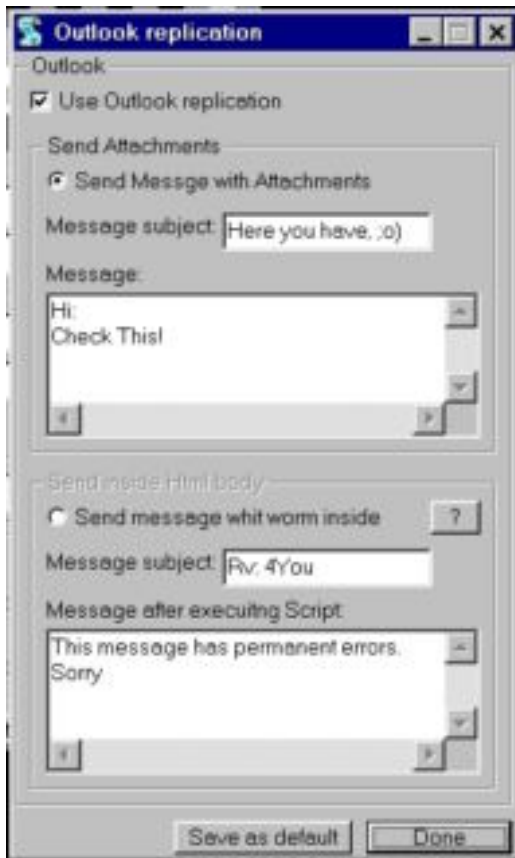 Outlook replication
Outlook
Use Outlook replication
Send Attachments
Send Messge with Attachments
Message subject: Here you have, ;o)
Message:
Hi:
Check This!
Send inside Html body
Send message whit worm inside
?
Message subject: Rv: 4You
Message after execuitng Script
This message has permanent errors.
Sorry
Save as default
Done